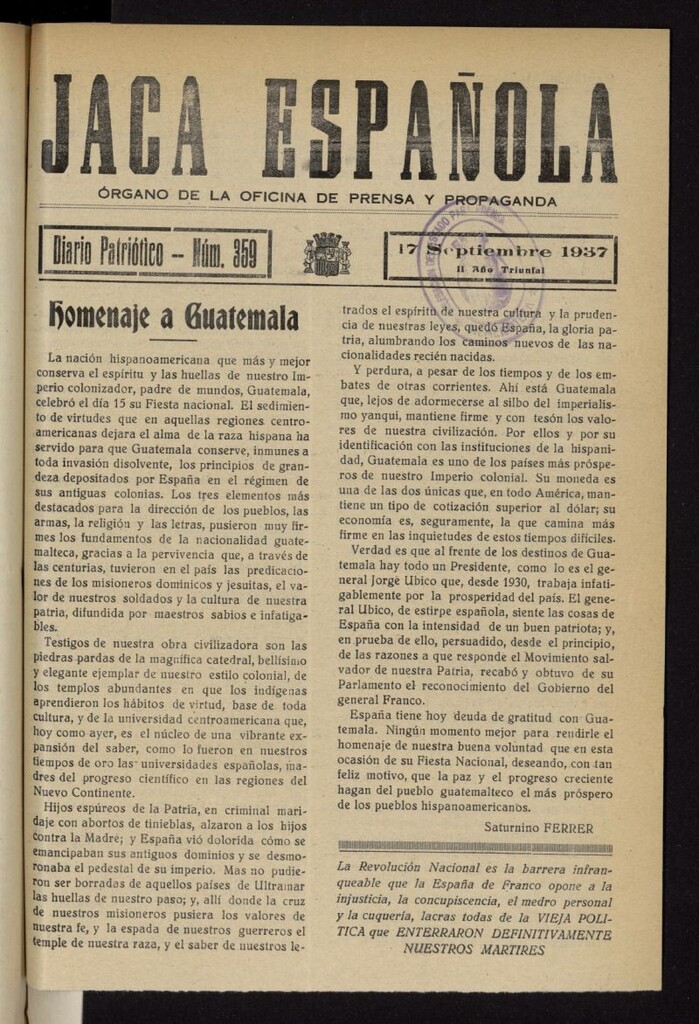 JACA ESPAÑOLA
ÓRGANO DE LA OFICINA DE PRENSA Y PROPAGANDA
Diario Patriótico -- Núm. 359
17 Septiembre 1937
II Año Triunfal
Homenaje a Guatemala
La nación hispanoamericana que más y mejor
conserva el espíritu y las huellas de nuestro Im-
perio colonizador, padre de mundos, Guatemala,
celebró el día 15 su Fiesta nacional. El sedimien-
to de virtudes que en aquellas regiones centro-
americanas dejara el alma de la raza hispana ha
servido para que Guatemala conserve, inmunes a
toda invasión disolvente, los principios de gran-
deza depositados por España en el régimen de
sus antiguas colonias. Los tres elementos más
destacados para la dirección de los pueblos, las
armas, la religión y las letras, pusieron muy fir-
mes los fundamentos de la nacionalidad guate-
malteca, gracias a la pervivencia que, a través de
las centurias, tuvieron en el país las predicacio-
nes de los misioneros dominicos y jesuitas, el va-
lor de nuestros soldados y la cultura de nuestra
patria, difundida por maestros sabios e infatiga-
bles.
Testigos de nuestra obra civilizadora son las
piedras pardas de la magnífica catedral, bellísimo
y elegante ejemplar de nuestro estilo colonial, de
los templos abundantes en que los indígenas
aprendieron los hábitos de virtud, base de toda
cultura, y de la universidad centroamericana que,
hoy como ayer, es el núcleo de una vibrante ex-
pansión del saber, como lo fueron en nuestros
tiempos de oro las universidades españolas, ma-
dres del progreso científico en las regiones del
Nuevo Continente.
Hijos espúreos de la Patria, en criminal mari-
daje con abortos de tinieblas, alzaron a los hijos
contra la Madre; y España vió dolorida cómo se
emancipaban sus antiguos dominios y se desmo-
ronaba el pedestal de su imperio. Mas no pudie-
ron ser borradas de aquellos países de Ultramar
las huellas de nuestro paso; y, allí donde la cruz
de nuestros misioneros pusiera los valores de
nuestra fe, y la espada de nuestros guerreros el
temple de nuestra raza, y el saber de nuestros le-
trados el espíritu de nuestra cultura y la pruden-
cia de nuestras leyes, quedó España, la gloria pa-
tria, alumbrando los caminos nuevos de las na-
cionalidades recién nacidas.
Y perdura, a pesar de los tiempos y de los em-
bates de otras corrientes. Ahí está Guatemala
que, lejos de adormecerse al silbo del imperialis-
mo yanqui, mantiene firme y con tesón los valo-
res de nuestra civilización. Por ellos y por su
identificación con las instituciones de la hispani-
dad, Guatemala es uno de los países más próspe-
ros de nuestro Imperio colonial. Su moneda es
una de las dos únicas que, en todo América, man-
tiene un tipo de cotización superior al dólar; su
economía es, seguramente, la que camina más
firme en las inquietudes de estos tiempos difíciles.
Verdad es que al frente de los destinos de Gua-
temala hay todo un Presidente, como lo es el ge-
neral Jorge Ubico que, desde 1930, trabaja infati-
gablemente por la prosperidad del país. El gene-
ral Ubico, de estirpe española, siente las cosas de
España con la intensidad de un buen patriota; y,
en prueba de ello, persuadido, desde el principio,
de las razones a que responde el Movimiento sal-
vador de nuestra Patria, recabó y obtuvo de su
Parlamento el reconocimiento del Gobierno del
general Franco.
España tiene hoy deuda de gratitud con Gua-
temala. Ningún momento mejor para rendirle el
homenaje de nuestra buena voluntad que en esta
ocasión de su Fiesta Nacional, deseando, con tan
feliz motivo, que la paz y el progreso creciente
hagan del pueblo guatemalteco el más próspero
de los pueblos hispanoamericanos.
Saturnino FERRER
La Revolución Nacional es la barrera infran-
queable que la España de Franco opone a la
injusticia, la concupiscencia, el medro personal
y la cuquería, lacras todas de la VIEJA POLI-
TICA que ENTERRARON DEFINITIVAMENTE
NUESTROS MARTIRES